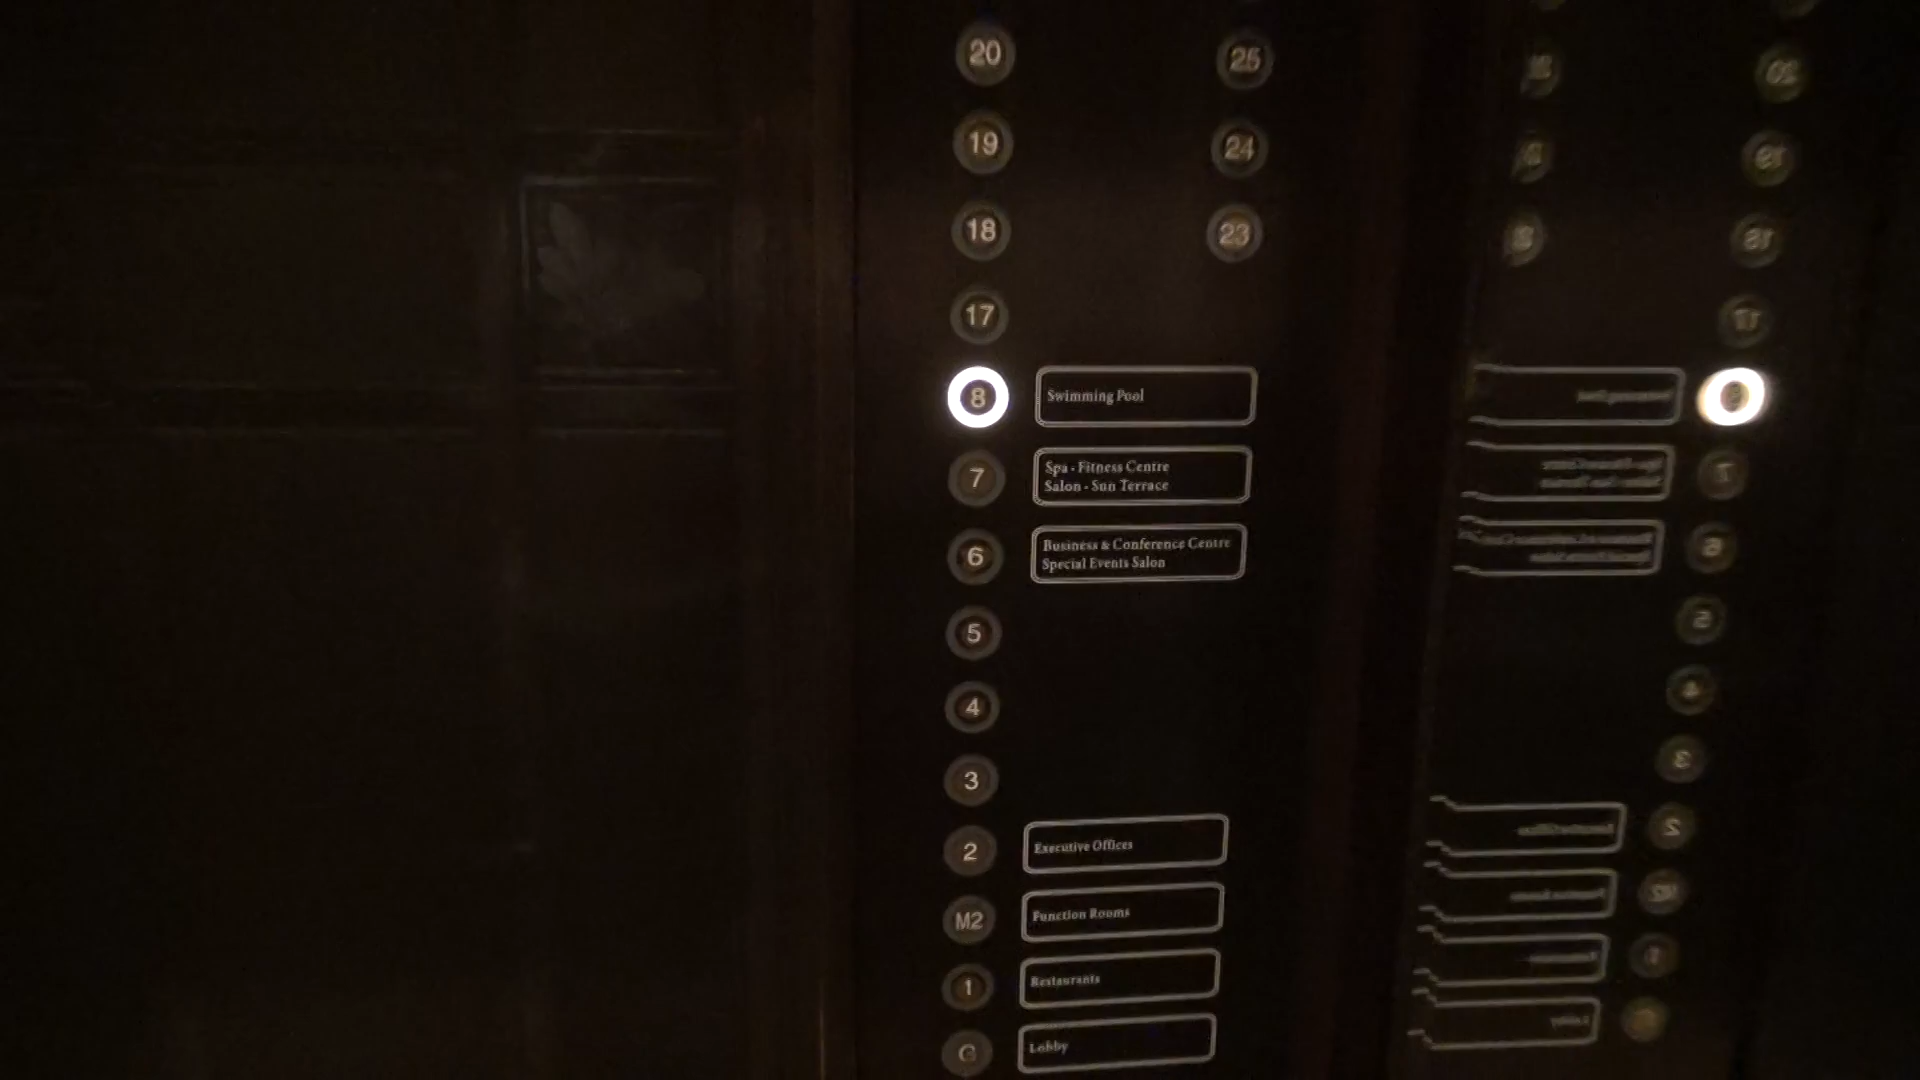 20 25
19 24
18 23
17
8 Swimming Pool
7 Spa - Fitness Centre
Salon - Sun Terrace
6 Business & Conference Centre
Special Events Salon
5
4
3
2 Executive Offices
M2 Function Rooms
1 Restaurants
G Lobby